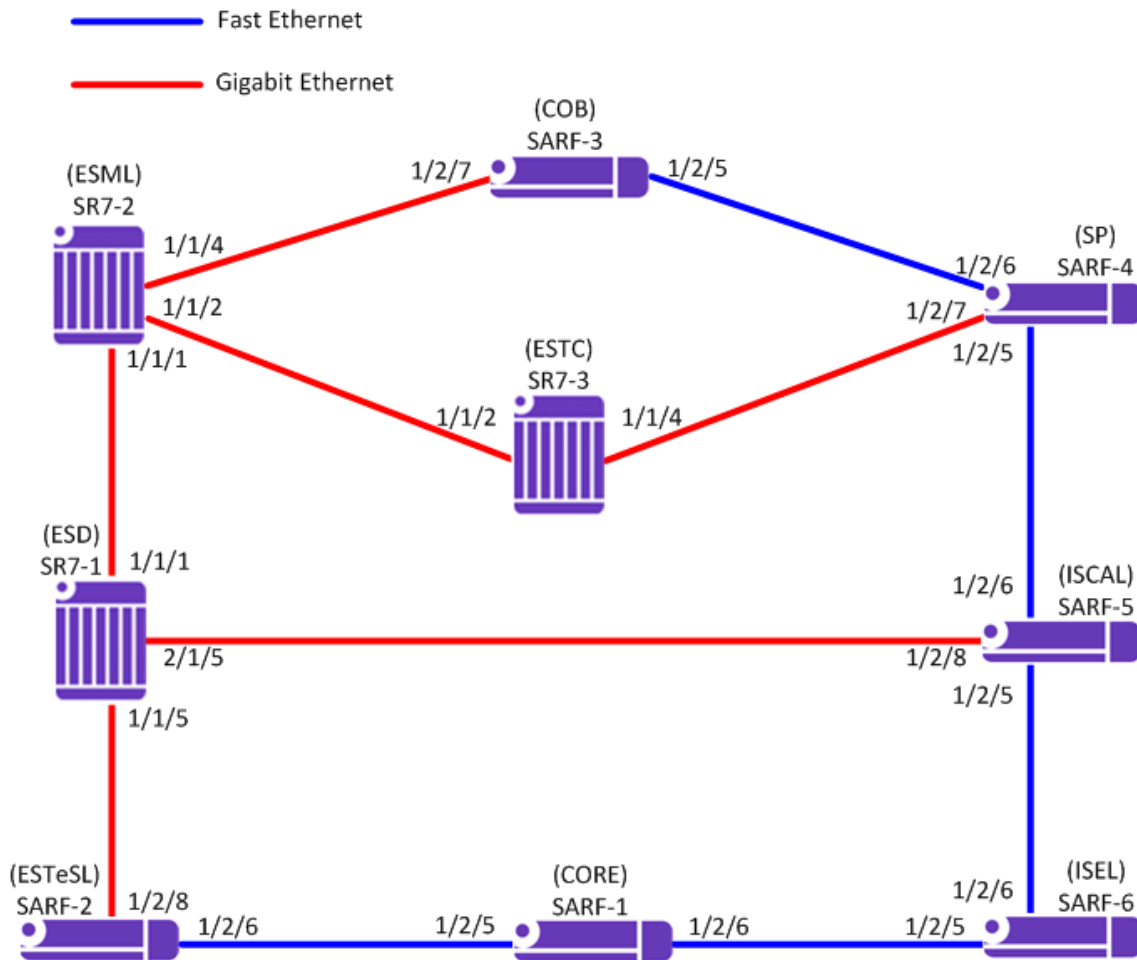 Fast Ethernet
Gigabit Ethernet
(COB)
SARF-3
1/2/7
1/2/5
(ESML)
SR7-2
1/1/4
1/1/2
1/1/1
(SP)
SARF-4
1/2/6
1/2/7
1/2/5
(ESTC)
SR7-3
1/1/2
1/1/4
(ESD)
SR7-1
1/1/1
2/1/5
1/1/5
1/2/6
(ISCAL)
SARF-5
1/2/8
1/2/5
(ESTeSL)
SARF-2
1/2/8
1/2/6
(CORE)
SARF-1
1/2/5
1/2/6
(ISEL)
SARF-6
1/2/6
1/2/5